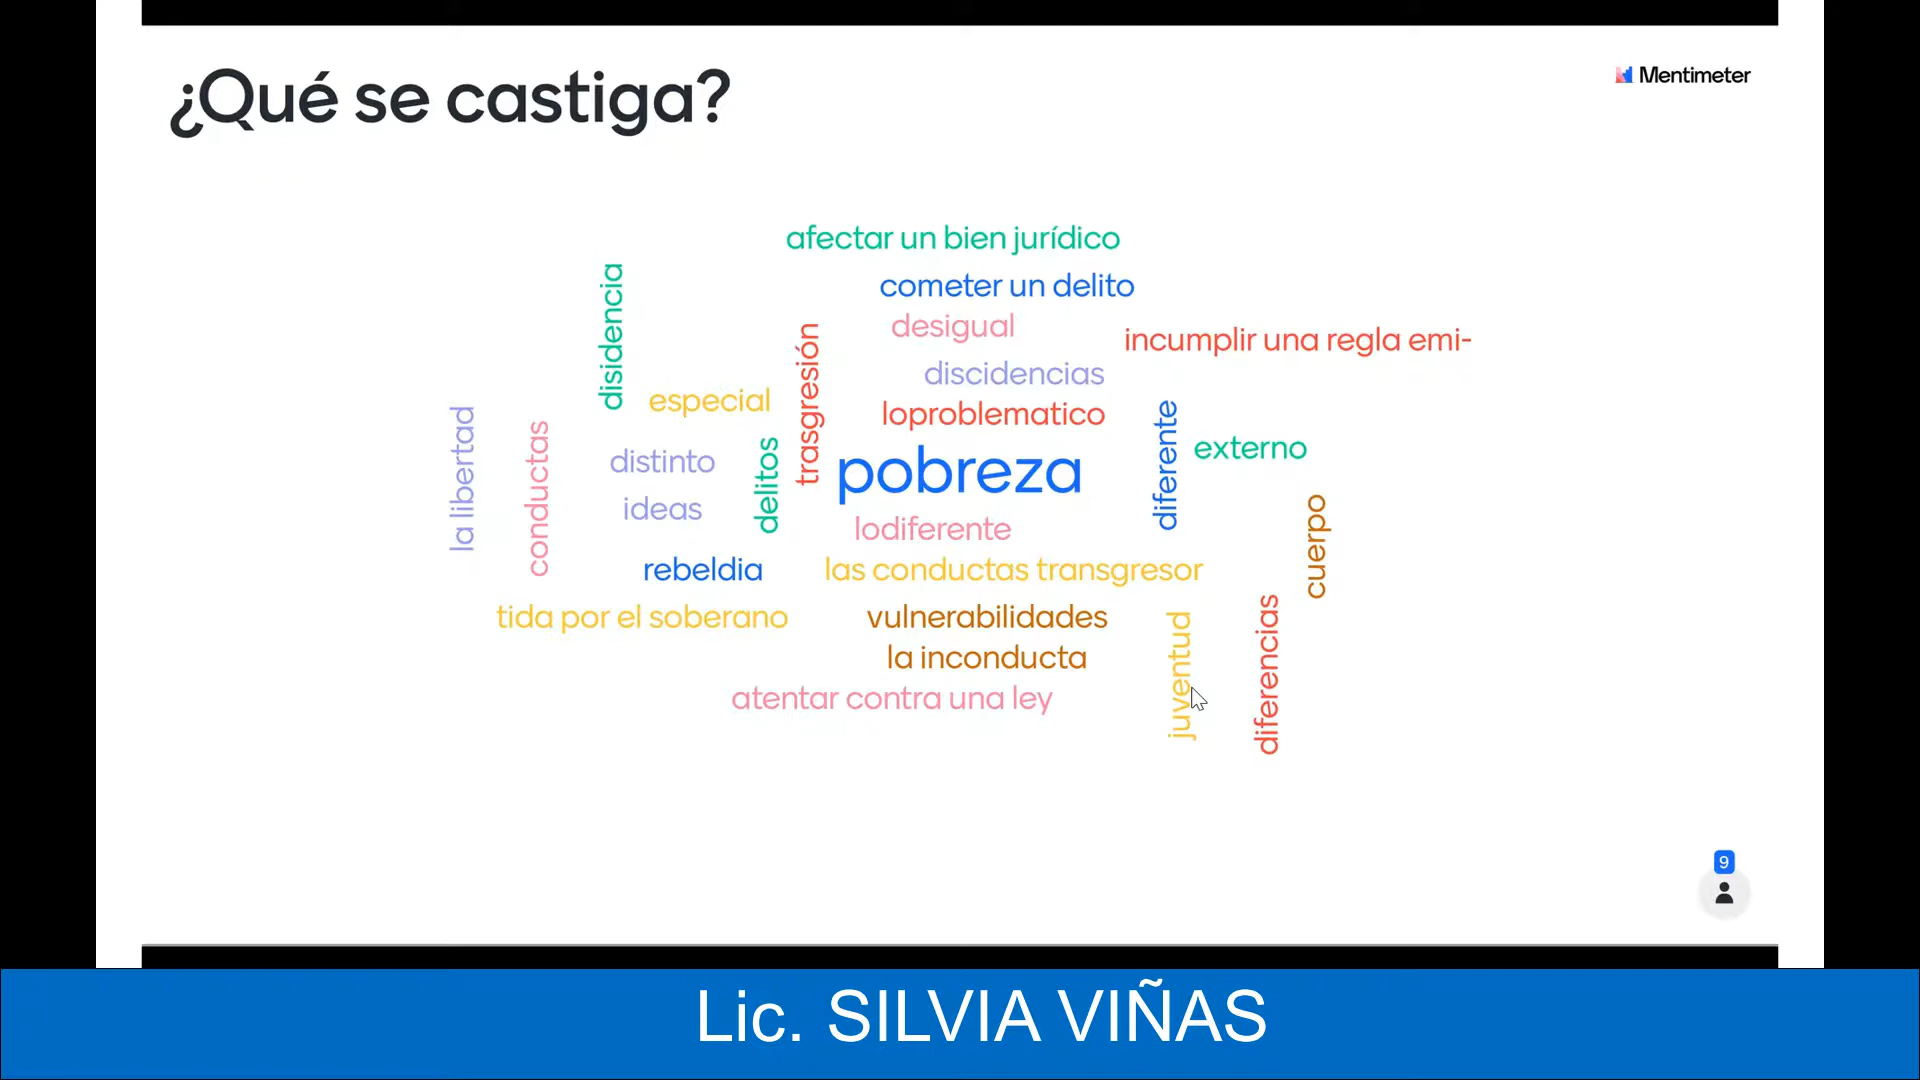 ¿Qué se castiga?
Mentimeter
afectar un bien jurídico
disidencia
cometer un delito
desigual
trasgresión
incumplir una regla emi-
discidencias
especial
loproblematico
diferente
la libertad
conductas
distinto
delitos
pobreza
externo
ideas
cuerpo
lodiferente
rebeldia
las conductas transgresor
tida por el soberano
vulnerabilidades
juventud
diferencias
la inconducta
atentar contra una ley
9
Lic. SILVIA VIÑAS